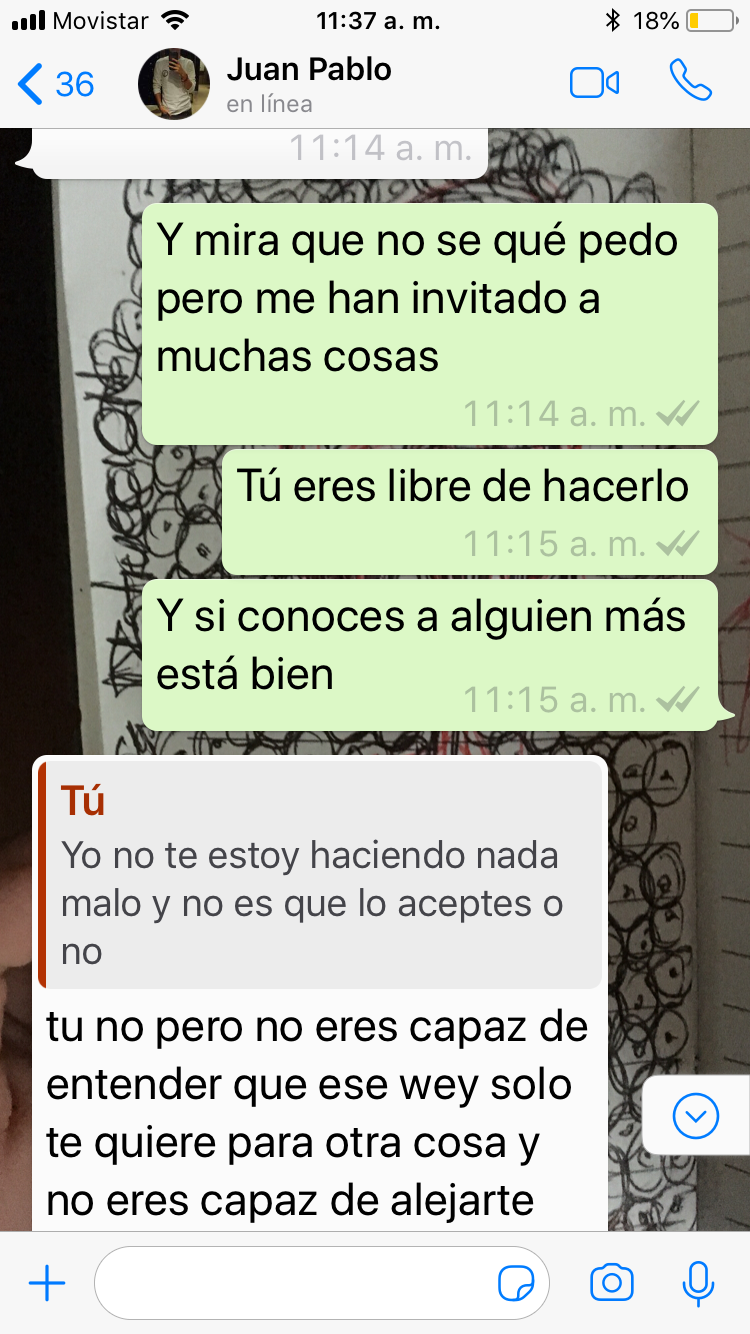 Movistar 11:37 a. m. 18%
36 Juan Pablo
en línea
11:14 a. m.
Y mira que no se qué pedo
pero me han invitado a
muchas cosas
11:14 a. m.
Tú eres libre de hacerlo
11:15 a. m.
Y si conoces a alguien más
está bien
11:15 a. m.
Tú
Yo no te estoy haciendo nada
malo y no es que lo aceptes o
no
tu no pero no eres capaz de
entender que ese wey solo
te quiere para otra cosa y
no eres capaz de alejarte